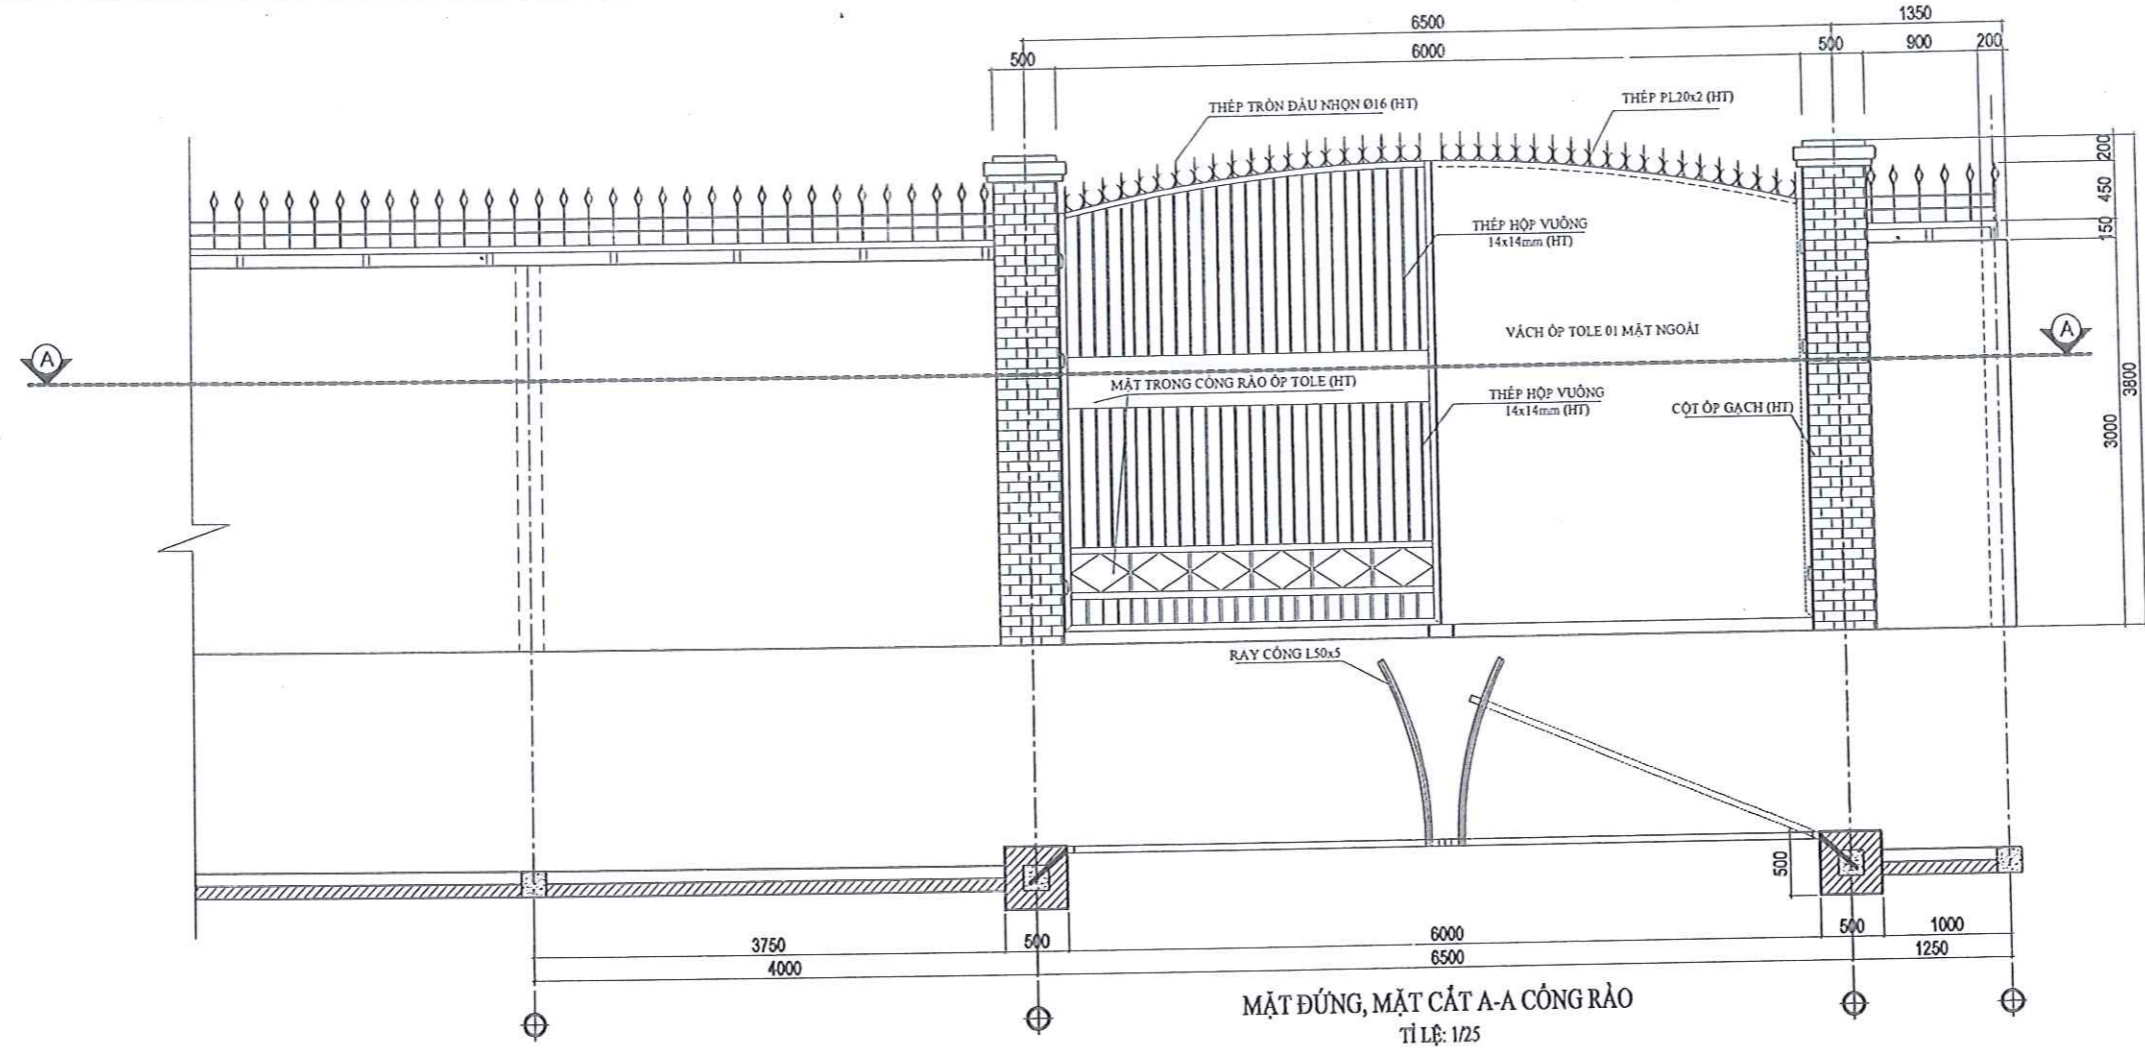 6500
1350
500
6000
500
900
200
THÉP TRÒN ĐẦU NHỌN Ø16 (HT)
THÉP PL20x2 (HT)
200
450
150
3000
3800
THÉP HỘP VUÔNG
14x14mm (HT)
VÁCH ỐP TOLE 01 MẶT NGOÀI
A
A
MẶT TRONG CỔNG RÀO ỐP TOLE (HT)
THÉP HỘP VUÔNG
14x14mm (HT)
CỘT ỐP GẠCH (HT)
RAY CỔNG L50x5
500
3750
500
6000
500
1000
4000
6500
1250
MẶT ĐỨNG, MẶT CẮT A-A CỔNG RÀO
TỈ LỆ: 1/25